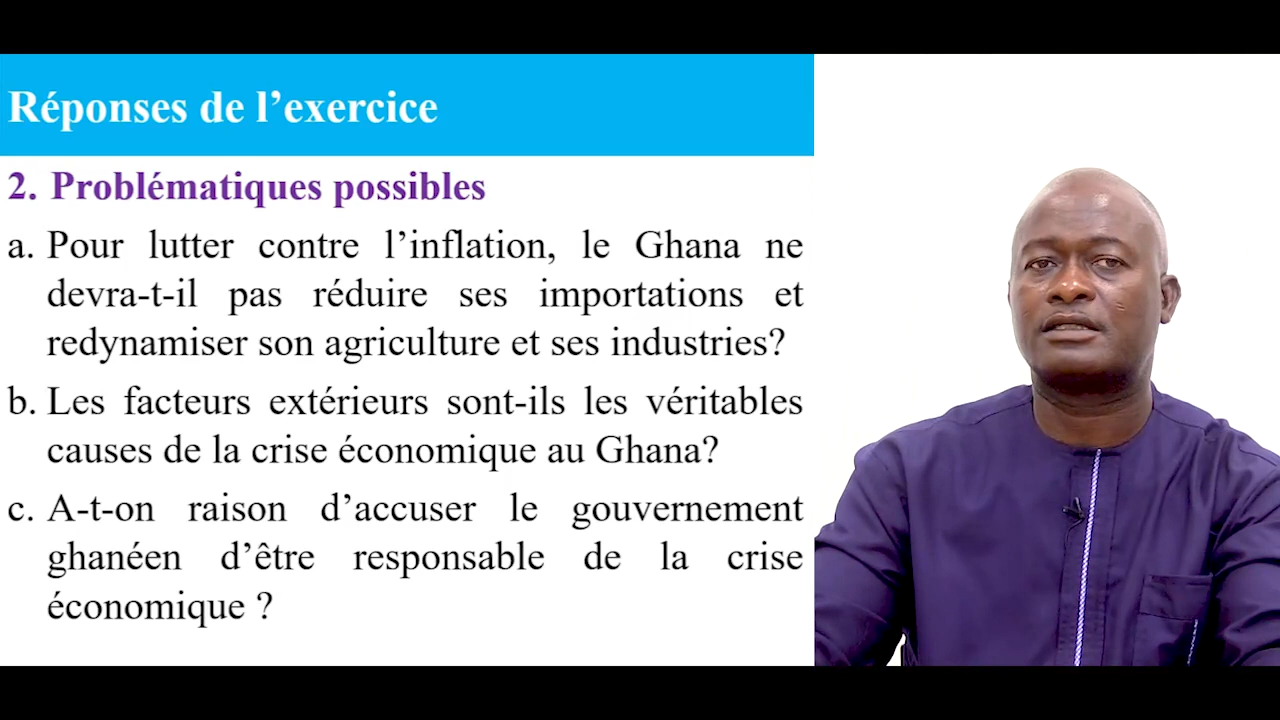 Réponses de l’exercice
2. Problématiques possibles
a. Pour lutter contre l’inflation, le Ghana ne
devra-t-il pas réduire ses importations et
redynamiser son agriculture et ses industries?
b. Les facteurs extérieurs sont-ils les véritables
causes de la crise économique au Ghana?
c. A-t-on raison d’accuser le gouvernement
ghanéen d’être responsable de la crise
économique ?